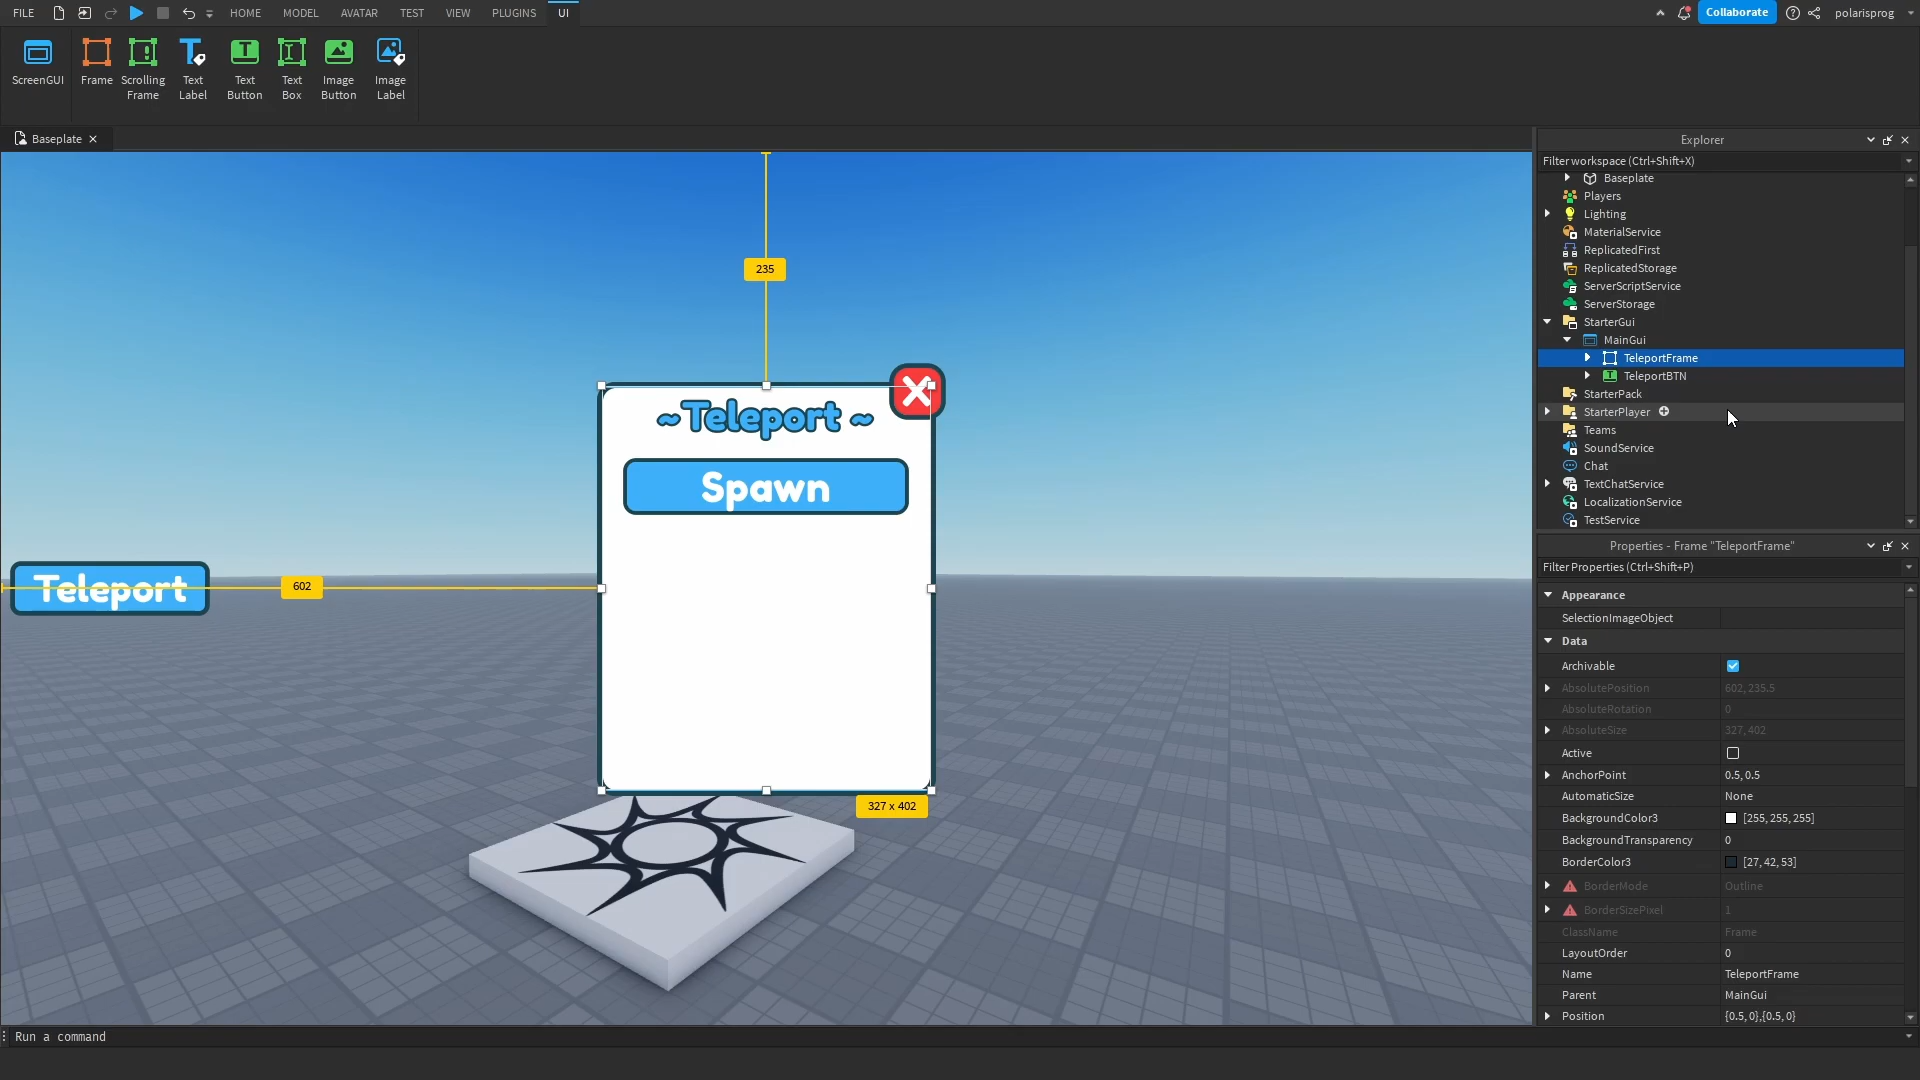 FILE
HOME
MODEL
AVATAR
TEST
VIEW
PLUGINS
UI
Collaborate
polarisprog
ScreenGUI
Frame
Scrolling
Frame
Text
Label
Text
Button
Text
Box
Image
Button
Image
Label
Baseplate
235
~Teleport ~
Spawn
Teleport
602
327 x 402
Explorer
Filter workspace (Ctrl+Shift+X)
Baseplate
Players
Lighting
MaterialService
ReplicatedFirst
ReplicatedStorage
ServerScriptService
ServerStorage
StarterGui
MainGui
TeleportFrame
TeleportBTN
StarterPack
StarterPlayer
Teams
SoundService
Chat
TextChatService
LocalizationService
TestService
Properties - Frame "TeleportFrame"
Filter Properties (Ctrl+Shift+P)
Appearance
SelectionImageObject
Data
Archivable
AbsolutePosition 602, 235.5
AbsoluteRotation 0
AbsoluteSize 327, 402
Active
AnchorPoint 0.5, 0.5
AutomaticSize None
BackgroundColor3 [255, 255, 255]
BackgroundTransparency 0
BorderColor3 [27, 42, 53]
BorderMode Outline
BorderSizePixel 1
ClassName Frame
LayoutOrder 0
Name TeleportFrame
Parent MainGui
Position {0.5, 0},{0.5, 0}
Run a command